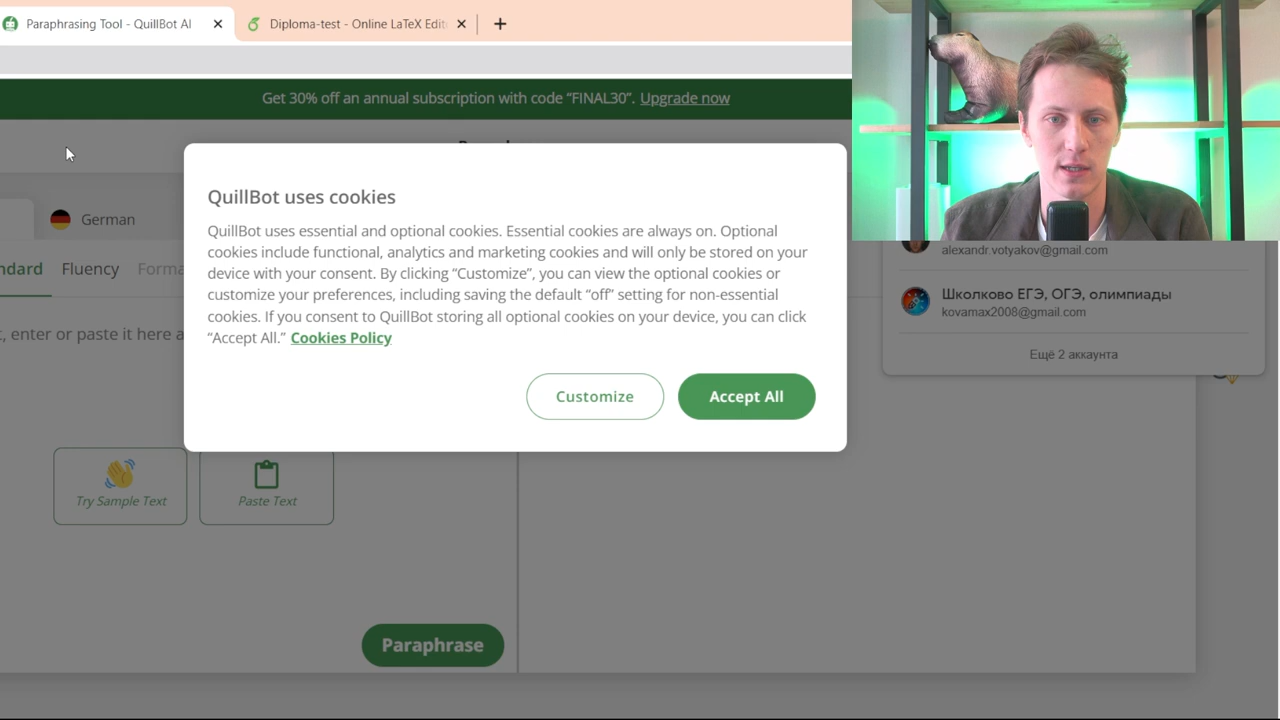 Paraphrasing Tool - QuillBot AI
Diploma-test - Online LaTeX Edit
Get 30% off an annual subscription with code “FINAL30”. Upgrade now
German
QuillBot uses cookies
QuillBot uses essential and optional cookies. Essential cookies are always on. Optional
cookies include functional, analytics and marketing cookies and will only be stored on your
device with your consent. By clicking “Customize”, you can view the optional cookies or
customize your preferences, including saving the default “off” setting for non-essential
cookies. If you consent to QuillBot storing all optional cookies on your device, you can click
“Accept All.” Cookies Policy
Customize
Accept All
ndard
Fluency
Forma
, enter or paste it here a
Try Sample Text
Paste Text
Paraphrase
alexandr.votyakov@gmail.com
Школково ЕГЭ, ОГЭ, олимпиады
kovamax2008@gmail.com
Ещё 2 аккаунта